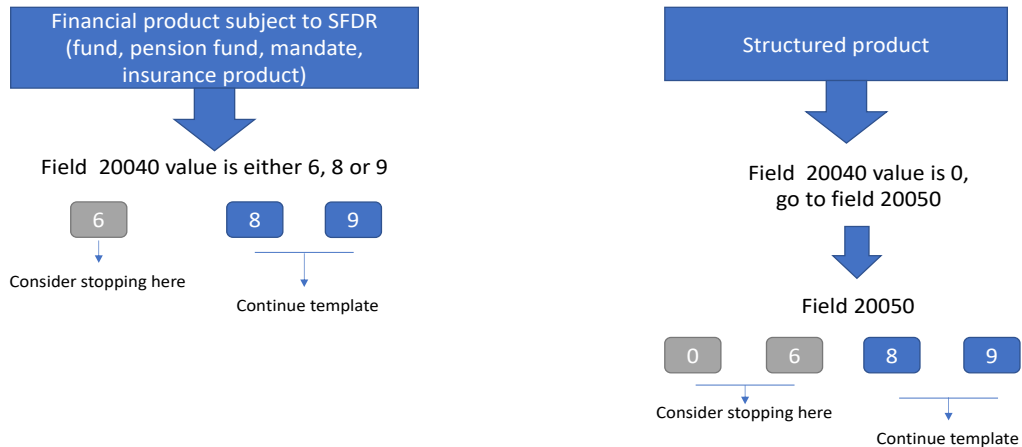 Financial product subject to SFDR
(fund, pension fund, mandate,
insurance product)
Field 20040 value is either 6, 8 or 9
6
8
9
Consider stopping here
Continue template
Structured product
Field 20040 value is 0,
go to field 20050
Field 20050
0
6
8
9
Consider stopping here
Continue template